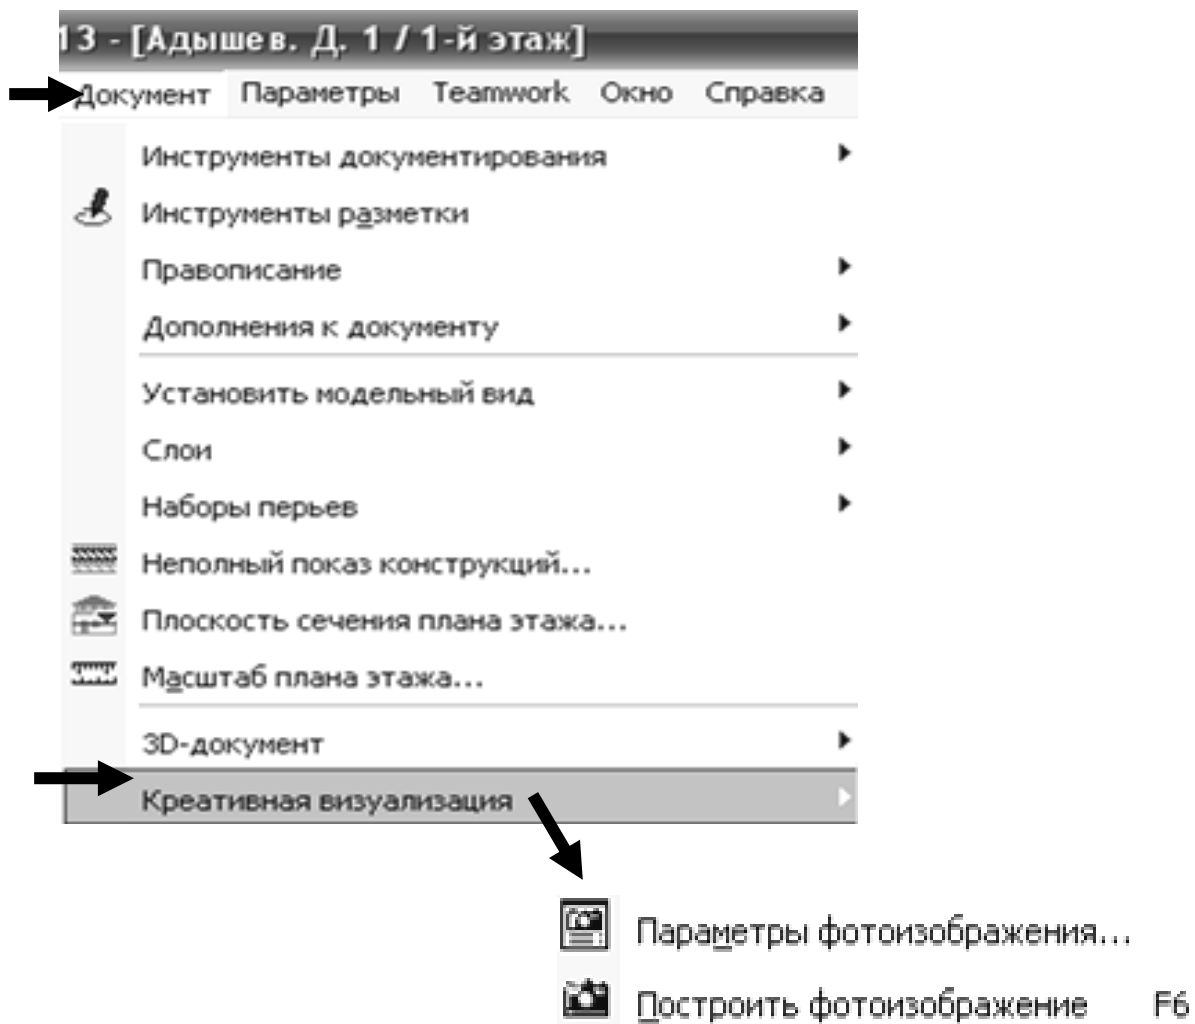 13 - [Адышев. Д. 1 / 1-й этаж]
Документ Параметры Teamwork Окно Справка
Инструменты документирования
Инструменты разметки
Правописание
Дополнения к документу
Установить модельный вид
Слои
Наборы перьев
Неполный показ конструкций...
Плоскость сечения плана этажа...
Масштаб плана этажа...
3D-документ
Креативная визуализация
Параметры фотоизображения...
Построить фотоизображение F6